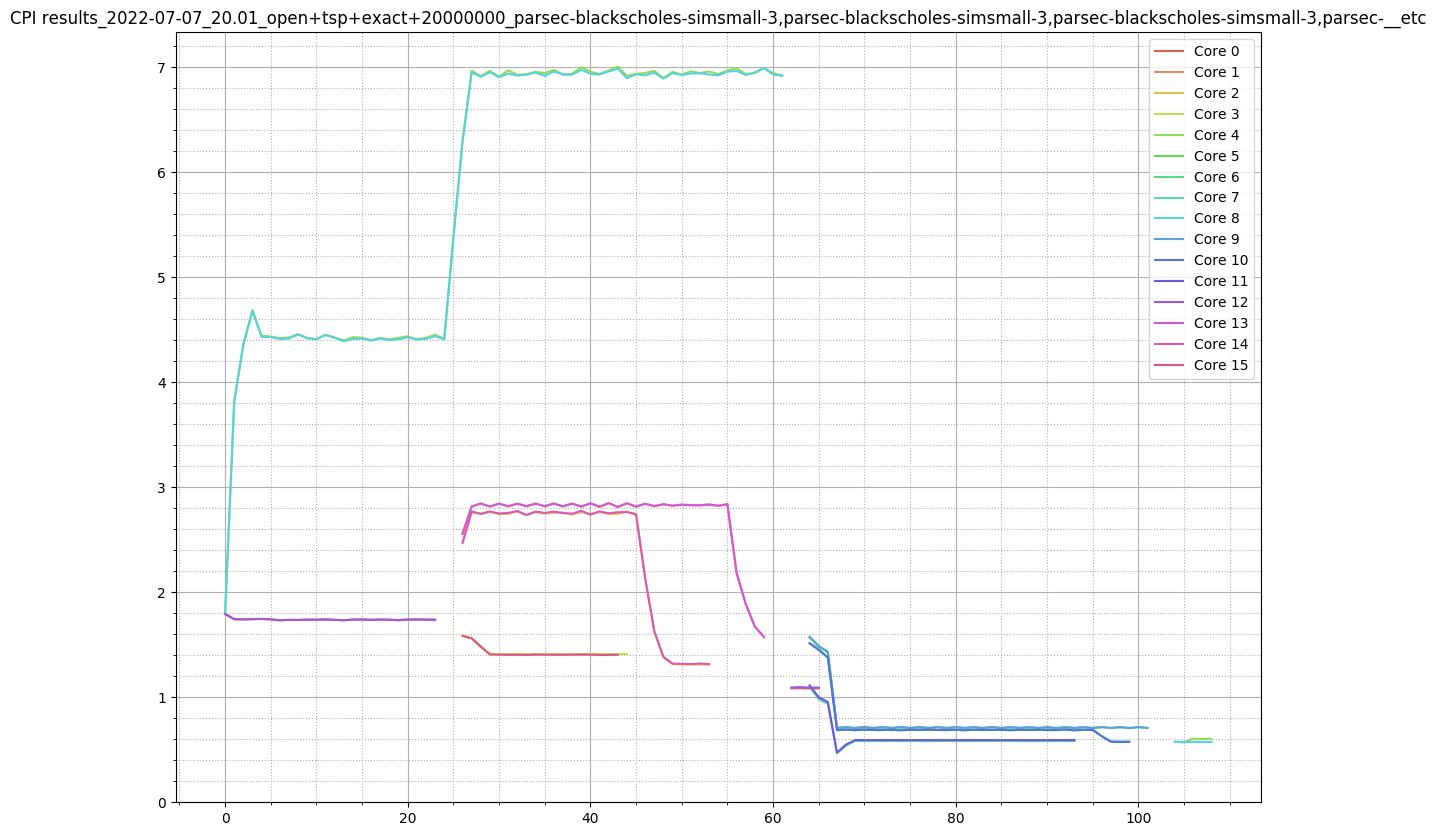 CPI results_2022-07-07_20.01_open+tsp+exact+20000000_parsec-blackscholes-simsmall-3,parsec-blackscholes-simsmall-3,parsec-blackscholes-simsmall-3,parsec-__etc
7
6
5
4
3
2
1
0
Core 0
Core 1
Core 2
Core 3
Core 4
Core 5
Core 6
Core 7
Core 8
Core 9
Core 10
Core 11
Core 12
Core 13
Core 14
Core 15
0 20 40 60 80 100